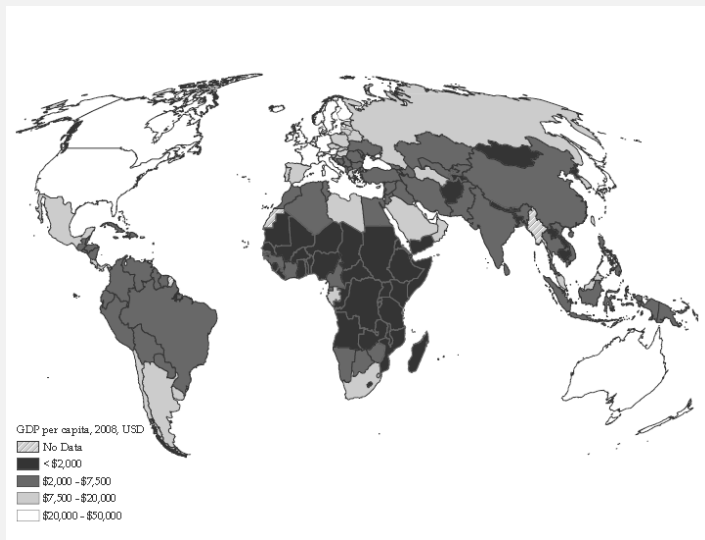 GDP per capita, 2008, USD
No Data
< $2,000
$2,000 - $7,500
$7,500 - $20,000
$20,000 - $50,000